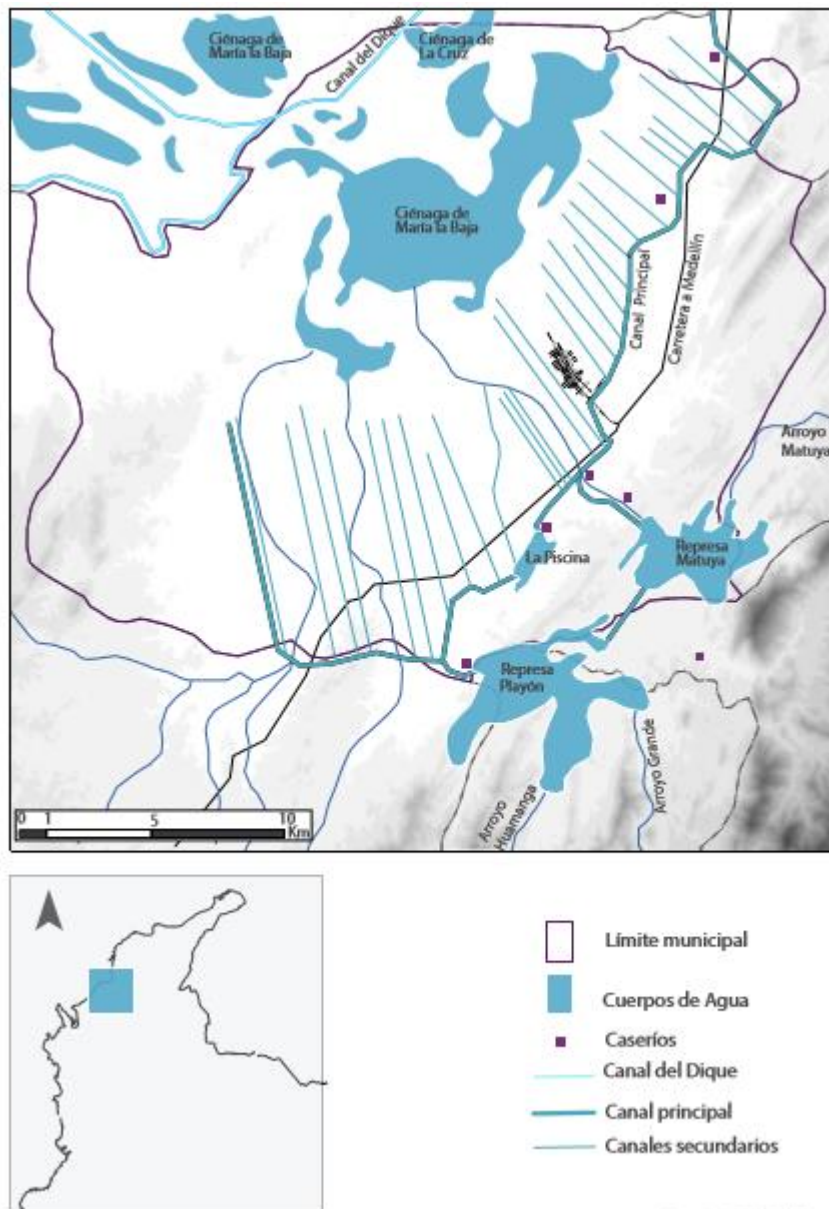 Ciénaga de
María la Baja
Canal del Dique
Ciénaga de
La Cruz
Ciénaga de
María la Baja
Canal Principal
Carretera a Medellín
Arroyo
Matuya
La Piscina
Represa
Matuya
Represa
Playón
Arroyo
Huamanga
Arroyo Grande
0 1 5 10
Km
Límite municipal
Cuerpos de Agua
Caseríos
Canal del Dique
Canal principal
Canales secundarios